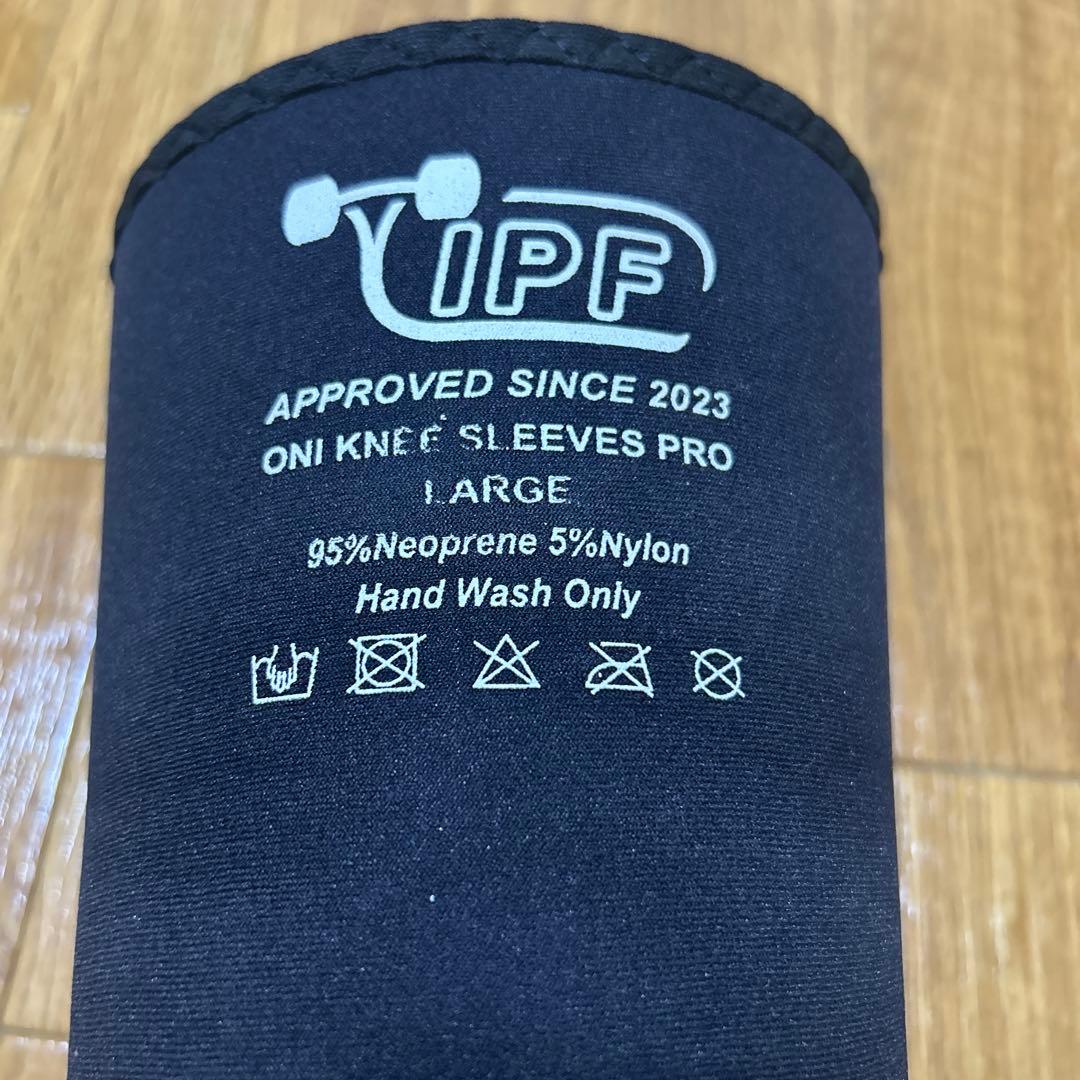 IPF
APPROVED SINCE 2023
ONI KNEE SLEEVES PRO
LARGE
95%Neoprene 5%Nylon
Hand Wash Only